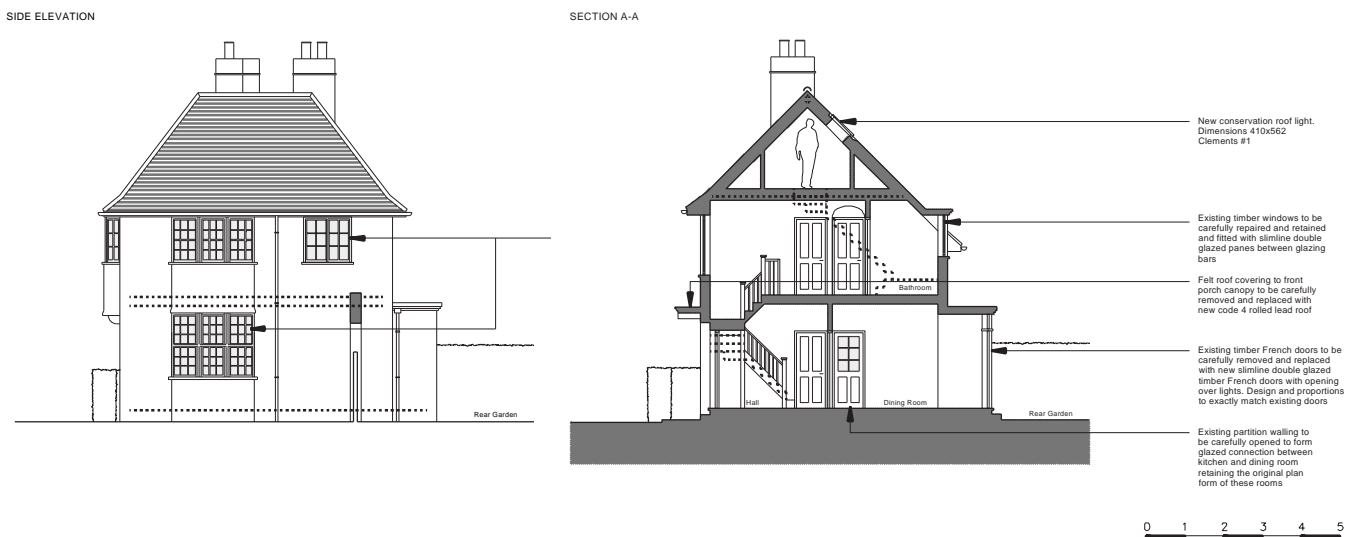 SIDE ELEVATION
SECTION A-A
New conservation roof light.
Dimensions 410x562
Clements #1
Existing timber windows to be
carefully repaired and retained
and fitted with slimline double
glazed panes between glazing
bars
Bathroom
Felt roof covering to front
porch canopy to be carefully
removed and replaced with
new code 4 rolled lead roof
Existing timber French doors to be
carefully removed and replaced
with new slimline double glazed
timber French doors with opening
over lights. Design and proportions
to exactly match existing doors
Rear Garden
Hall
Dining Room
Rear Garden
Existing partition walling to
be carefully opened to form
glazed connection between
kitchen and dining room
retaining the original plan
form of these rooms
0 1 2 3 4 5